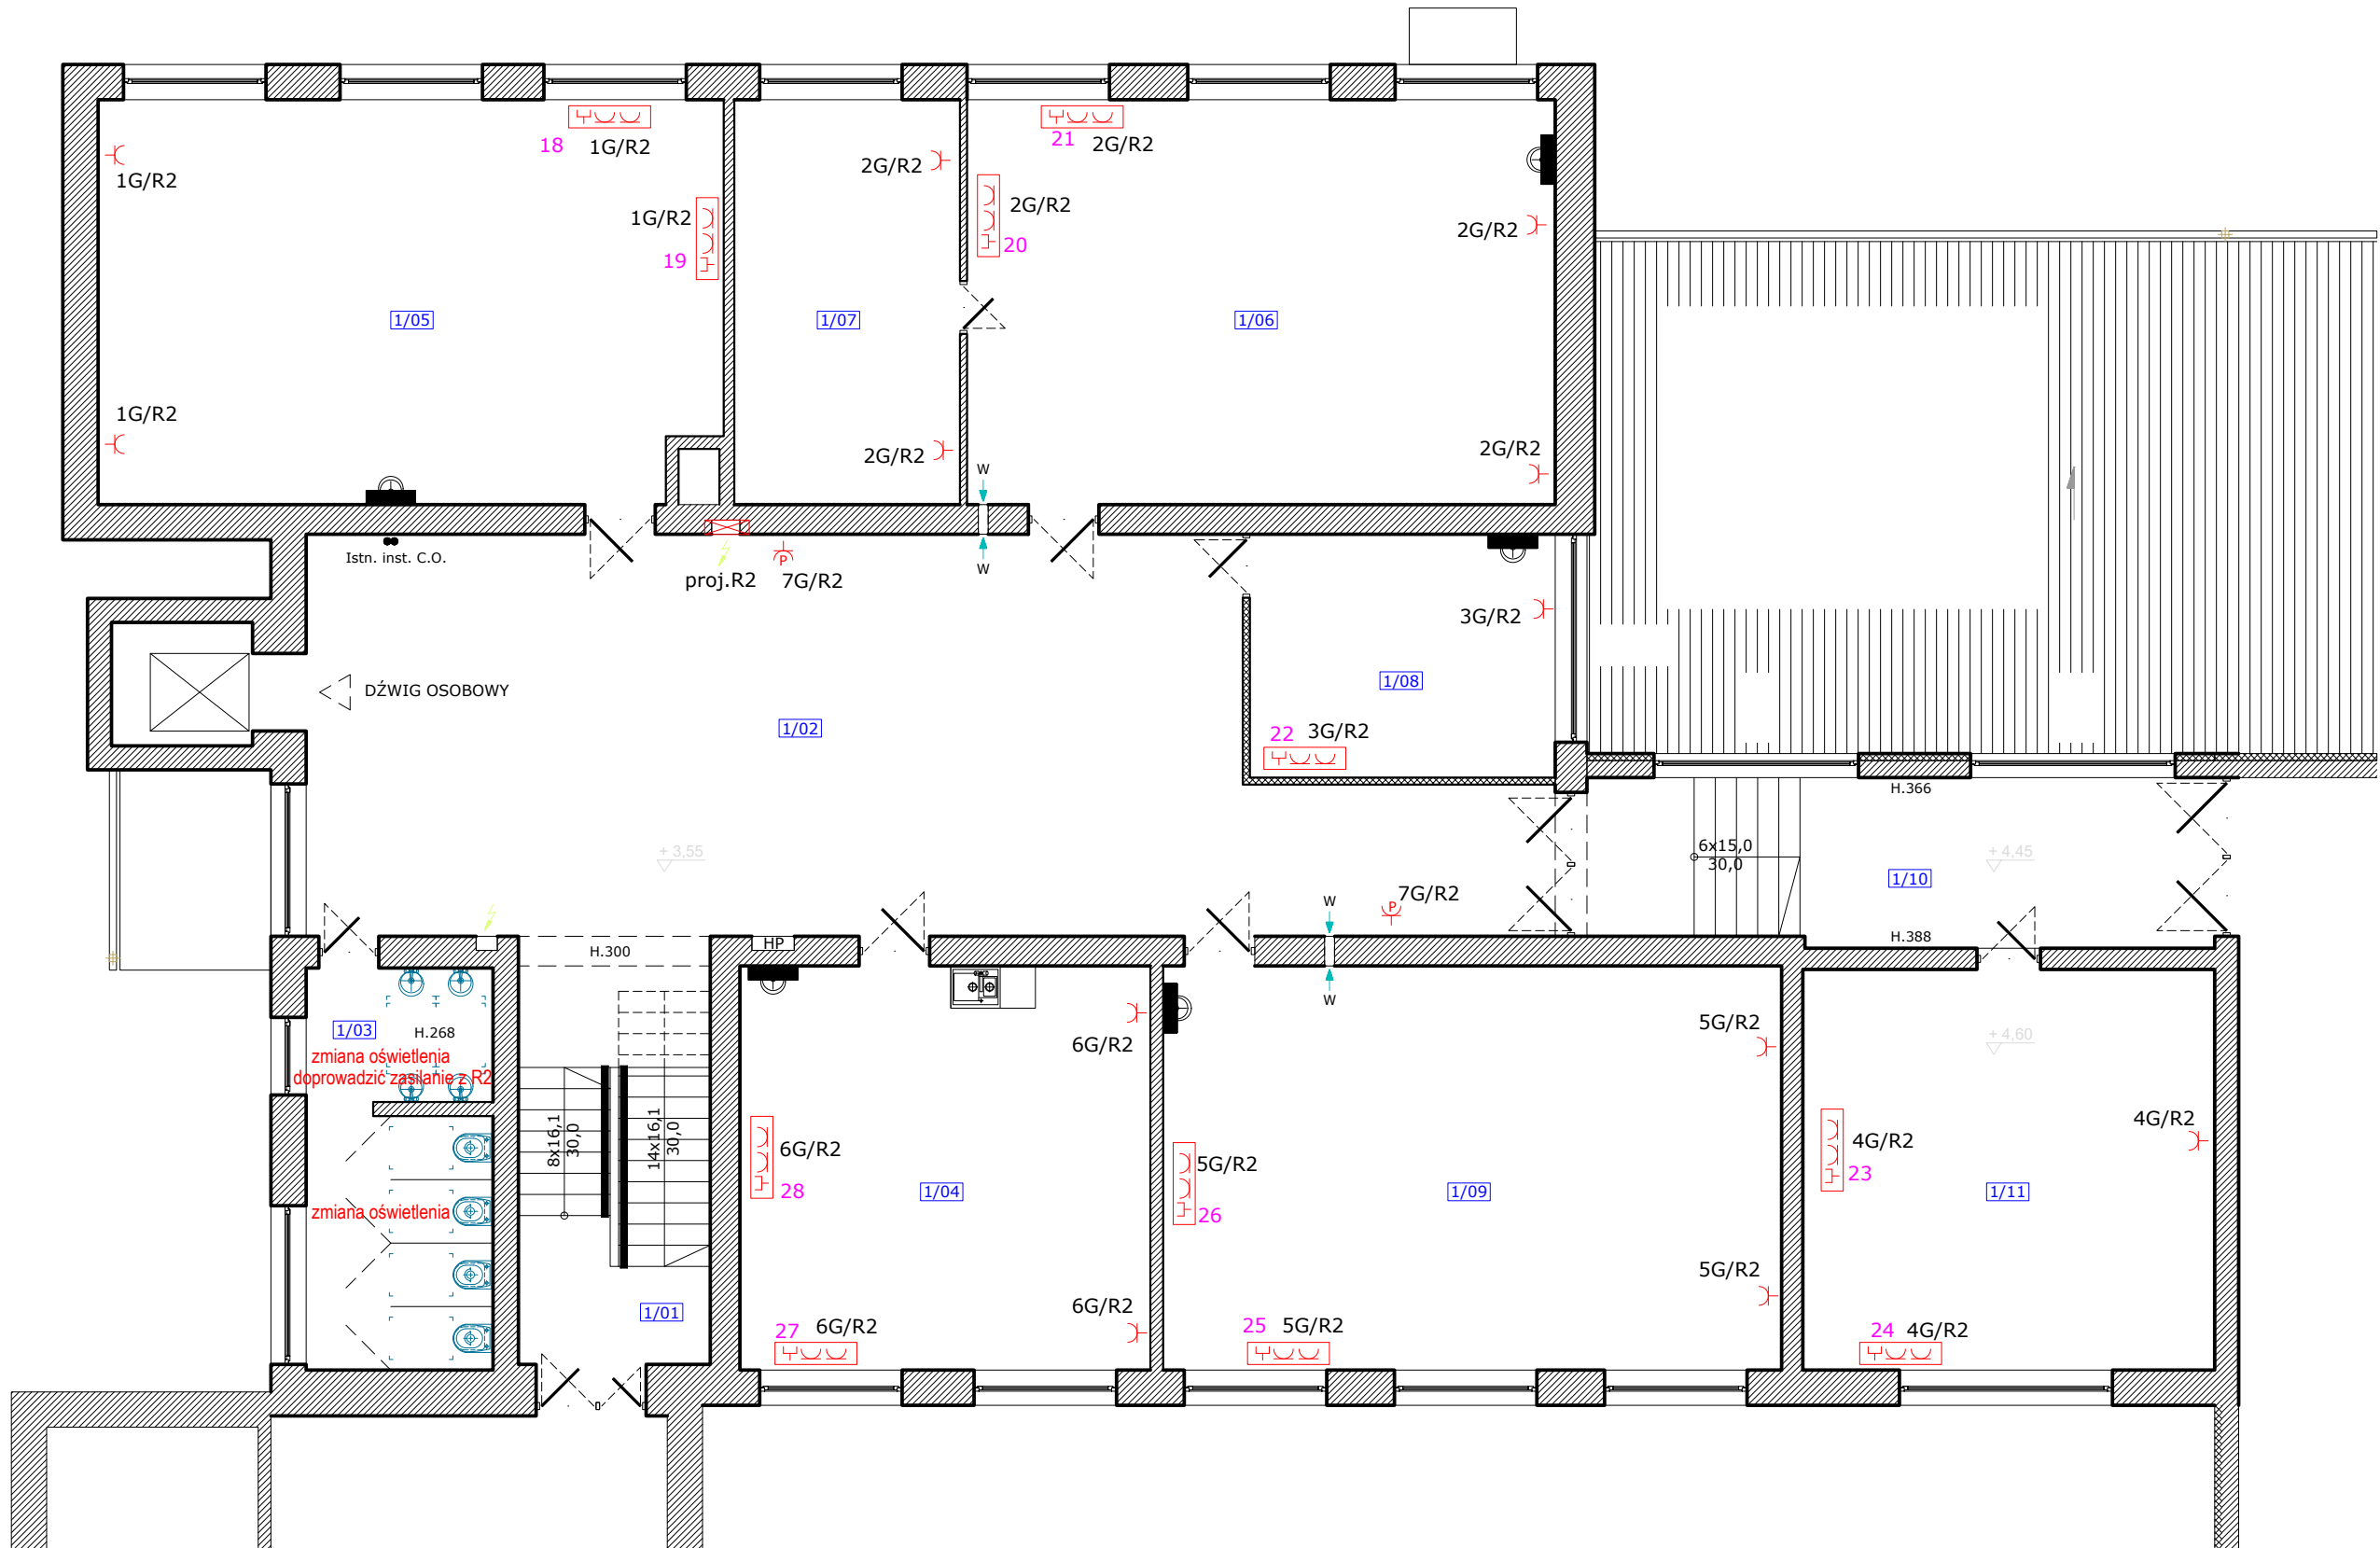 18
1G/R2
21
2G/R2
1G/R2
2G/R2
1G/R2
19
2G/R2
20
2G/R2
1/05
1/07
1/06
1G/R2
2G/R2
2G/R2
W
W
Istn. inst. C.O.
proj.R2
7G/R2
3G/R2
P
DŹWIG OSOBOWY
1/08
1/02
22
3G/R2
H.366
+ 3,55
6x15,0
30,0
+ 4,45
1/10
7G/R2
P
W
H.300
HP
H.388
W
1/03
H.268
zmiana oświetlenia
doprowadzić zasilanie z R2
6G/R2
5G/R2
+ 4,60
8x16,1
30,0
14x16,1
30,0
6G/R2
28
5G/R2
26
4G/R2
23
4G/R2
zmiana oświetlenia
1/04
1/09
1/11
5G/R2
1/01
6G/R2
27
6G/R2
25
5G/R2
24
4G/R2